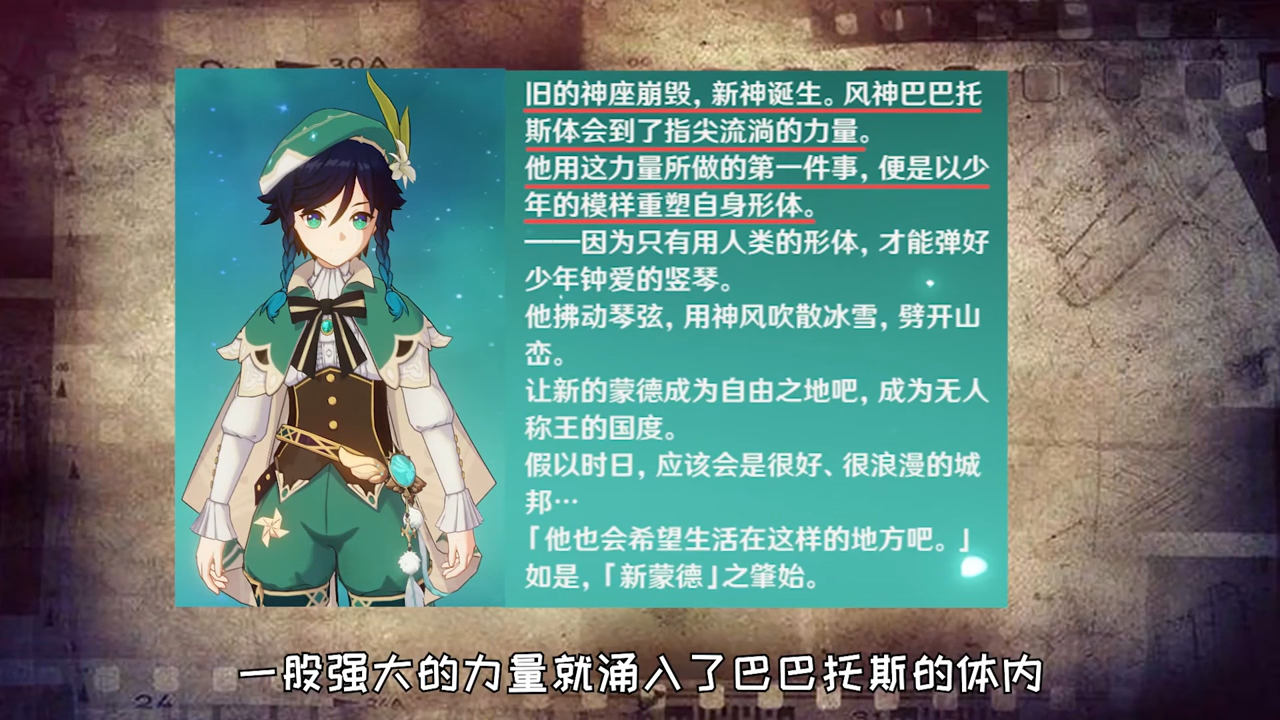 旧的神座崩毁，新神诞生。风神巴巴托
斯体会到了指尖流淌的力量。
他用这力量所做的第一件事，便是以少
年的模样重塑自身形体。
——因为只有用人类的形体，才能弹好
少年钟爱的竖琴。
他拂动琴弦，用神风吹散冰雪，劈开山
峦。
让新的蒙德成为自由之地吧，成为无人
称王的国度。
假以时日，应该会是很好、很浪漫的城
邦…
「他也会希望生活在这样的地方吧。」
如是，「新蒙德」之肇始。
一股强大的力量就涌入了巴巴托斯的体内